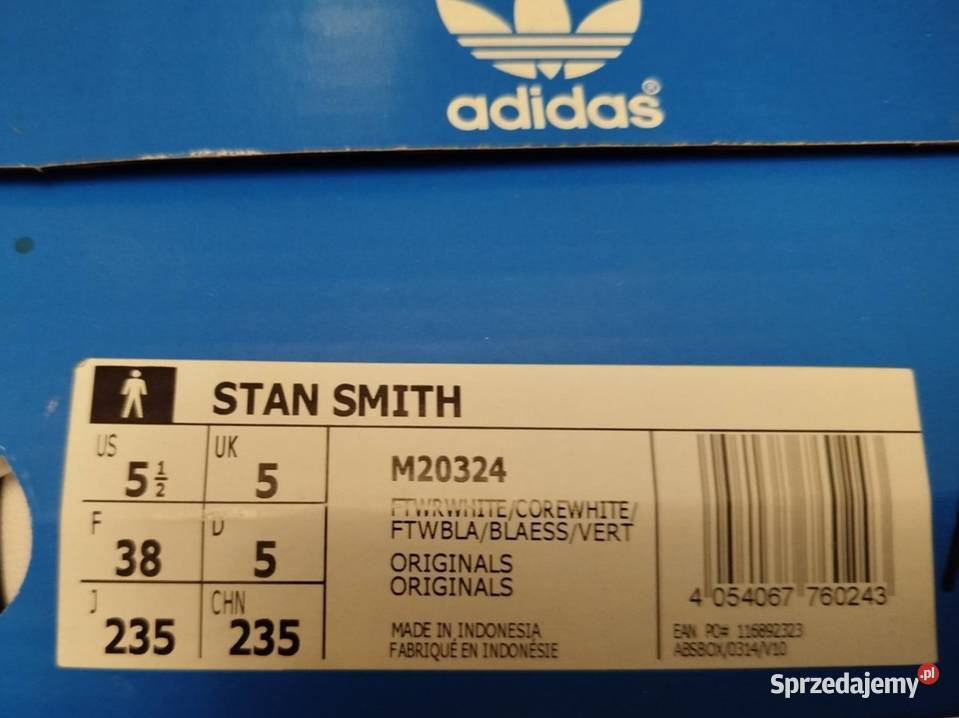 adidas®
STAN SMITH
US
5 1/2
UK
5
F
38
D
5
J
235
CHN
235
M20324
FTWRWHITE/COREWHITE/
FTWBLA/BLAESS/VERT
ORIGINALS
ORIGINALS
MADE IN INDONESIA
FABRIQUÉ EN INDONÉSIE
4 054067 760243
EAN PO# 116892323
ABSBOX/0314/V10
Sprzedajemy.pl